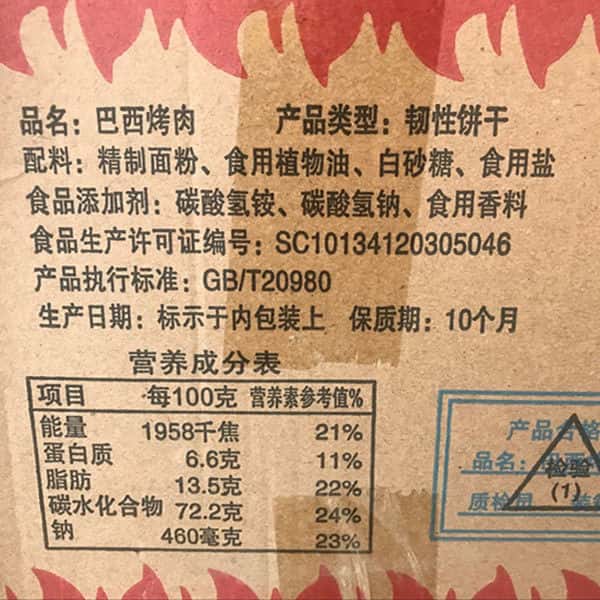 品名：巴西烤肉 产品类型：韧性饼干
配料：精制面粉、食用植物油、白砂糖、食用盐
食品添加剂：碳酸氢铵、碳酸氢钠、食用香料
食品生产许可证编号：SC10134120305046
产品执行标准：GB/T20980
生产日期：标示于内包装上 保质期：10个月
营养成分表
项目 每100克 营养素参考值%
能量 1958千焦 21%
蛋白质 6.6克 11%
脂肪 13.5克 22%
碳水化合物 72.2克 24%
钠 460毫克 23%
产品合格
品名：
检验
(1)
质检员